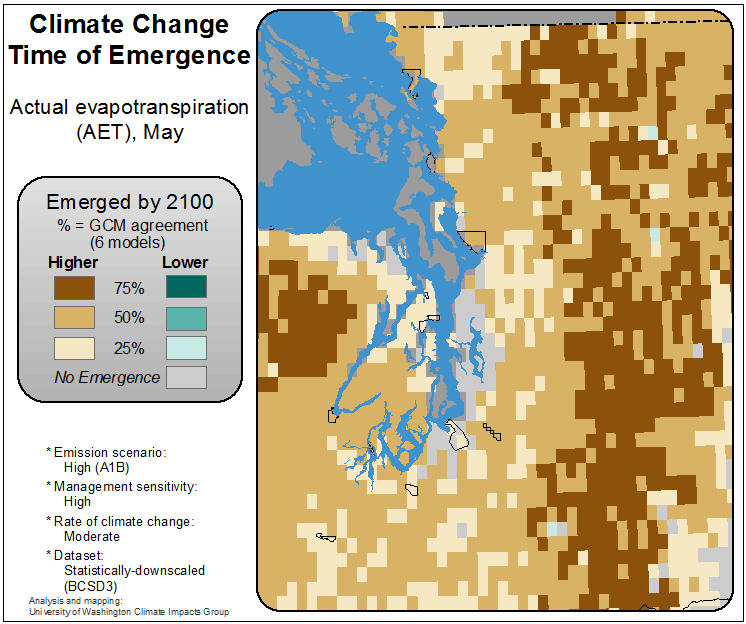 Climate Change
Time of Emergence
Actual evapotranspiration
(AET), May
Emerged by 2100
% = GCM agreement
(6 models)
Higher Lower
75%
50%
25%
No Emergence
* Emission scenario:
High (A1B)
* Management sensitivity:
High
* Rate of climate change:
Moderate
* Dataset:
Statistically-downscaled
(BCSD3)
Analysis and mapping:
University of Washington Climate Impacts Group